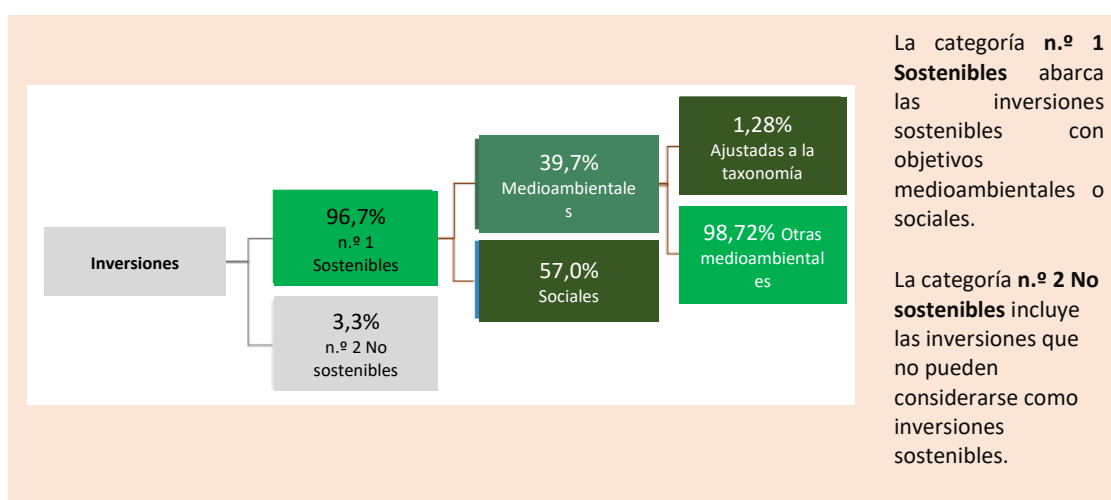 Inversiones
96,7%
n.º 1
Sostenibles
3,3%
n.º 2 No
sostenibles
39,7%
Medioambientale
s
57,0%
Sociales
1,28%
Ajustadas a la
taxonomía
98,72% Otras
medioambiental
es
La categoría n.º 1
Sostenibles abarca
las inversiones
sostenibles con
objetivos
medioambientales o
sociales.
La categoría n.º 2 No
sostenibles incluye
las inversiones que
no pueden
considerarse como
inversiones
sostenibles.